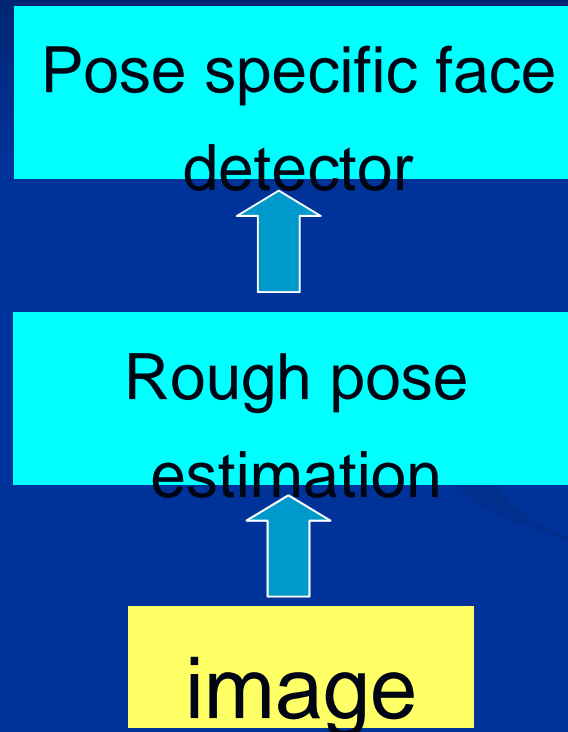 Pose specific face
detector
Rough pose
estimation
image